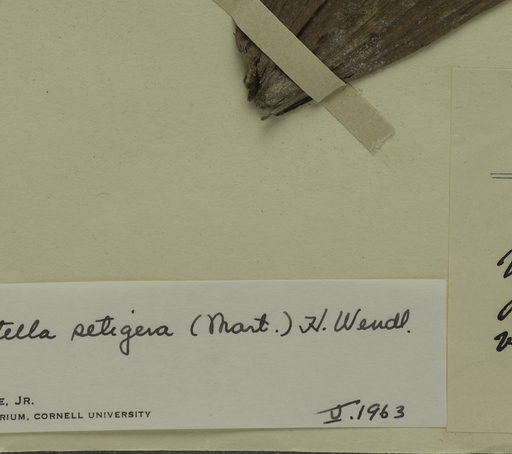 tella setigera (Mart.) H. Wendl.
E, JR.
RIUM, CORNELL UNIVERSITY
V.1963